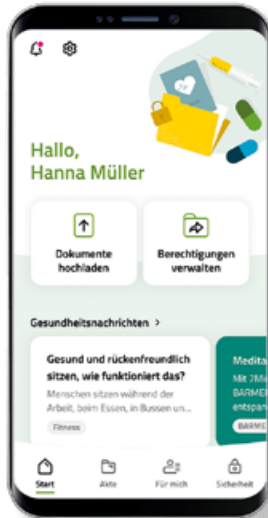 Hallo,
Hanna Müller
Dokumente
hochladen
Berechtigungen
verwalten
Gesundheitsnachrichten >
Gesund und rückenfreundlich
sitzen, wie funktioniert das?
Menschen sitzen während der
Arbeit, beim Essen, in Bussen un...
Fitness
Medita
Mit 7Mi
BARME
entspan
BARME
Start
Akte
Für mich
Sicherheit